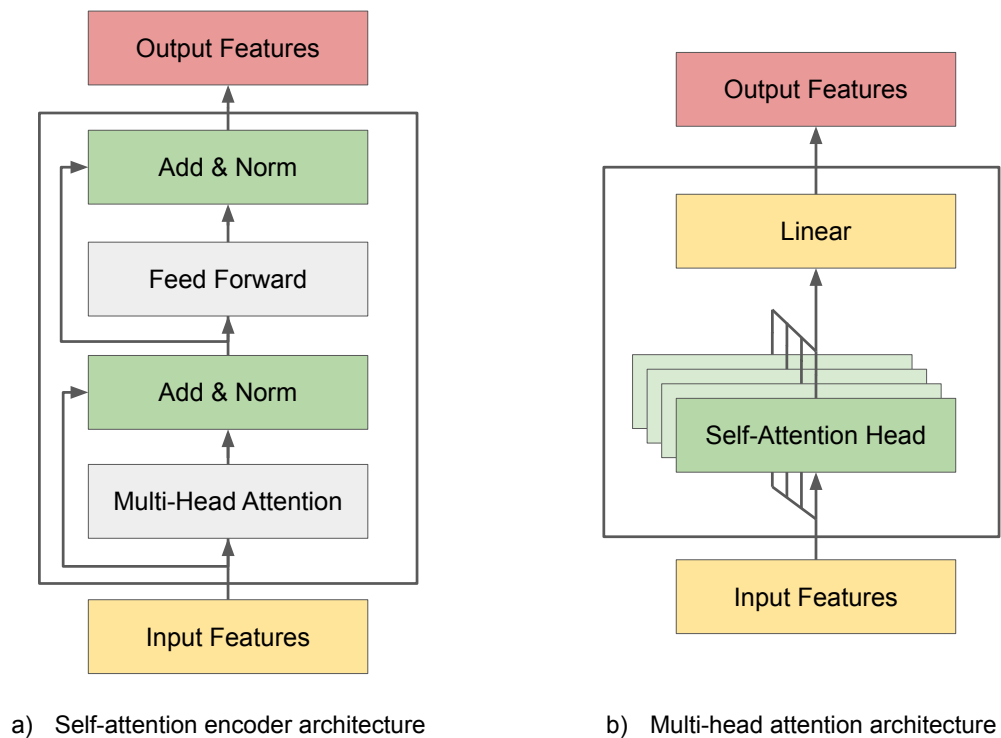 Output Features
Add & Norm
Feed Forward
Add & Norm
Multi-Head Attention
Input Features
a) Self-attention encoder architecture
Output Features
Linear
Self-Attention Head
Input Features
b) Multi-head attention architecture